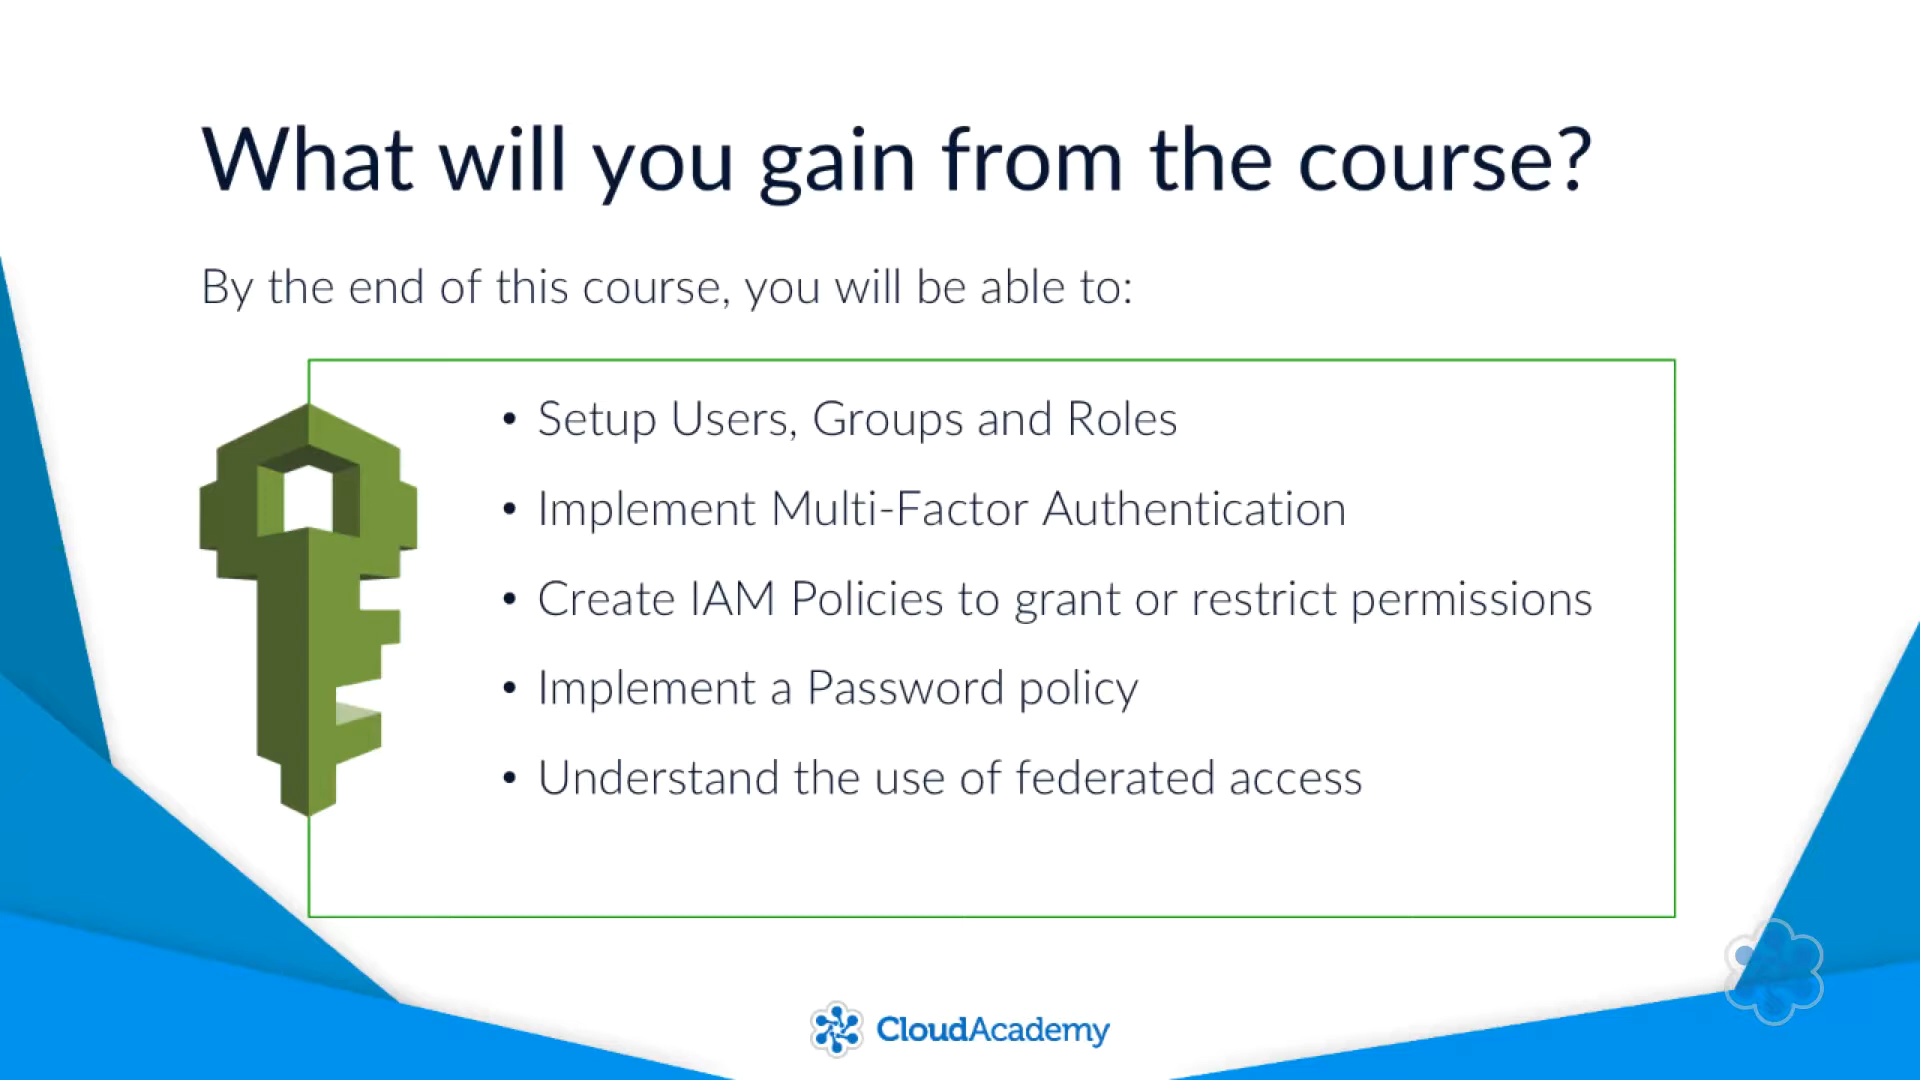 What will you gain from the course?
By the end of this course, you will be able to:
• Setup Users, Groups and Roles
• Implement Multi-Factor Authentication
• Create IAM Policies to grant or restrict permissions
• Implement a Password policy
• Understand the use of federated access
CloudAcademy